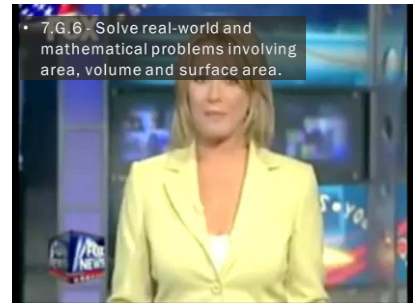 • 7.G.6 - Solve real-world and
mathematical problems involving
area, volume and surface area.
FOX
NEWS